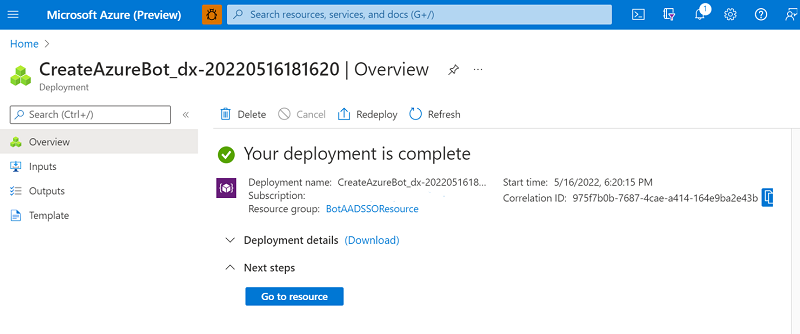 Microsoft Azure (Preview)
Search resources, services, and docs (G+/)
1
Home >
CreateAzureBot_dx-20220516181620 | Overview
...
Deployment
Search (Ctrl+/)
«
Delete
Cancel
Redeploy
Refresh
Overview
Inputs
Outputs
Template
Your deployment is complete
Deployment name: CreateAzureBot_dx-2022051618...
Subscription:
Resource group: BotAADSSOResource
Start time: 5/16/2022, 6:20:15 PM
Correlation ID: 975f7b0b-7687-4cae-a414-164e9ba2e43b
Deployment details (Download)
Next steps
Go to resource